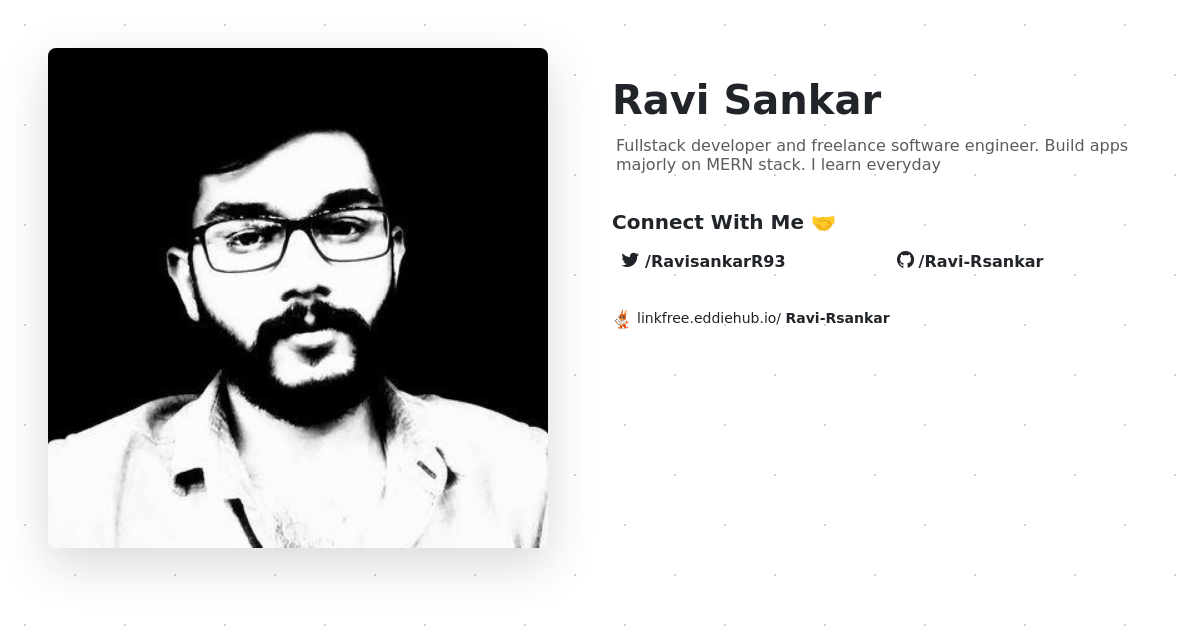 Ravi Sankar
Fullstack developer and freelance software engineer. Build apps
majorly on MERN stack. I learn everyday
Connect With Me 🤝
/RavisankarR93 /Ravi-Rsankar
linkfree.eddiehub.io/ Ravi-Rsankar